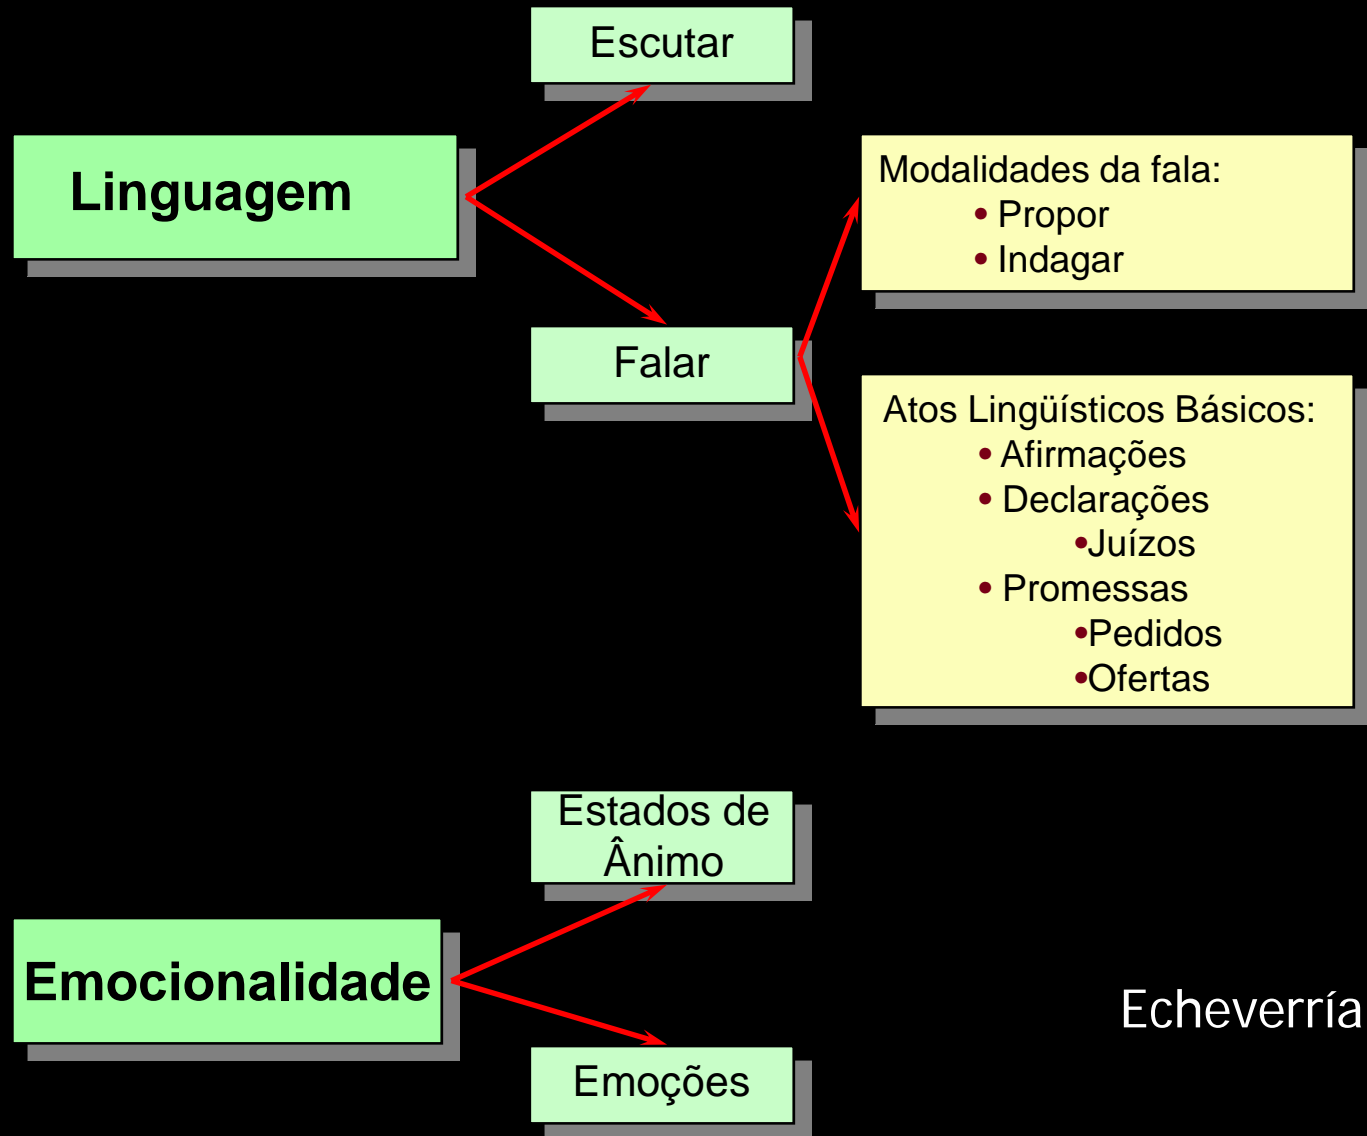 Escutar
Linguagem
Modalidades da fala:
• Propor
• Indagar
Falar
Atos Lingüísticos Básicos:
• Afirmações
• Declarações
•Juízos
• Promessas
•Pedidos
•Ofertas
Estados de
Ânimo
Emocionalidade
Echeverría
Emoções